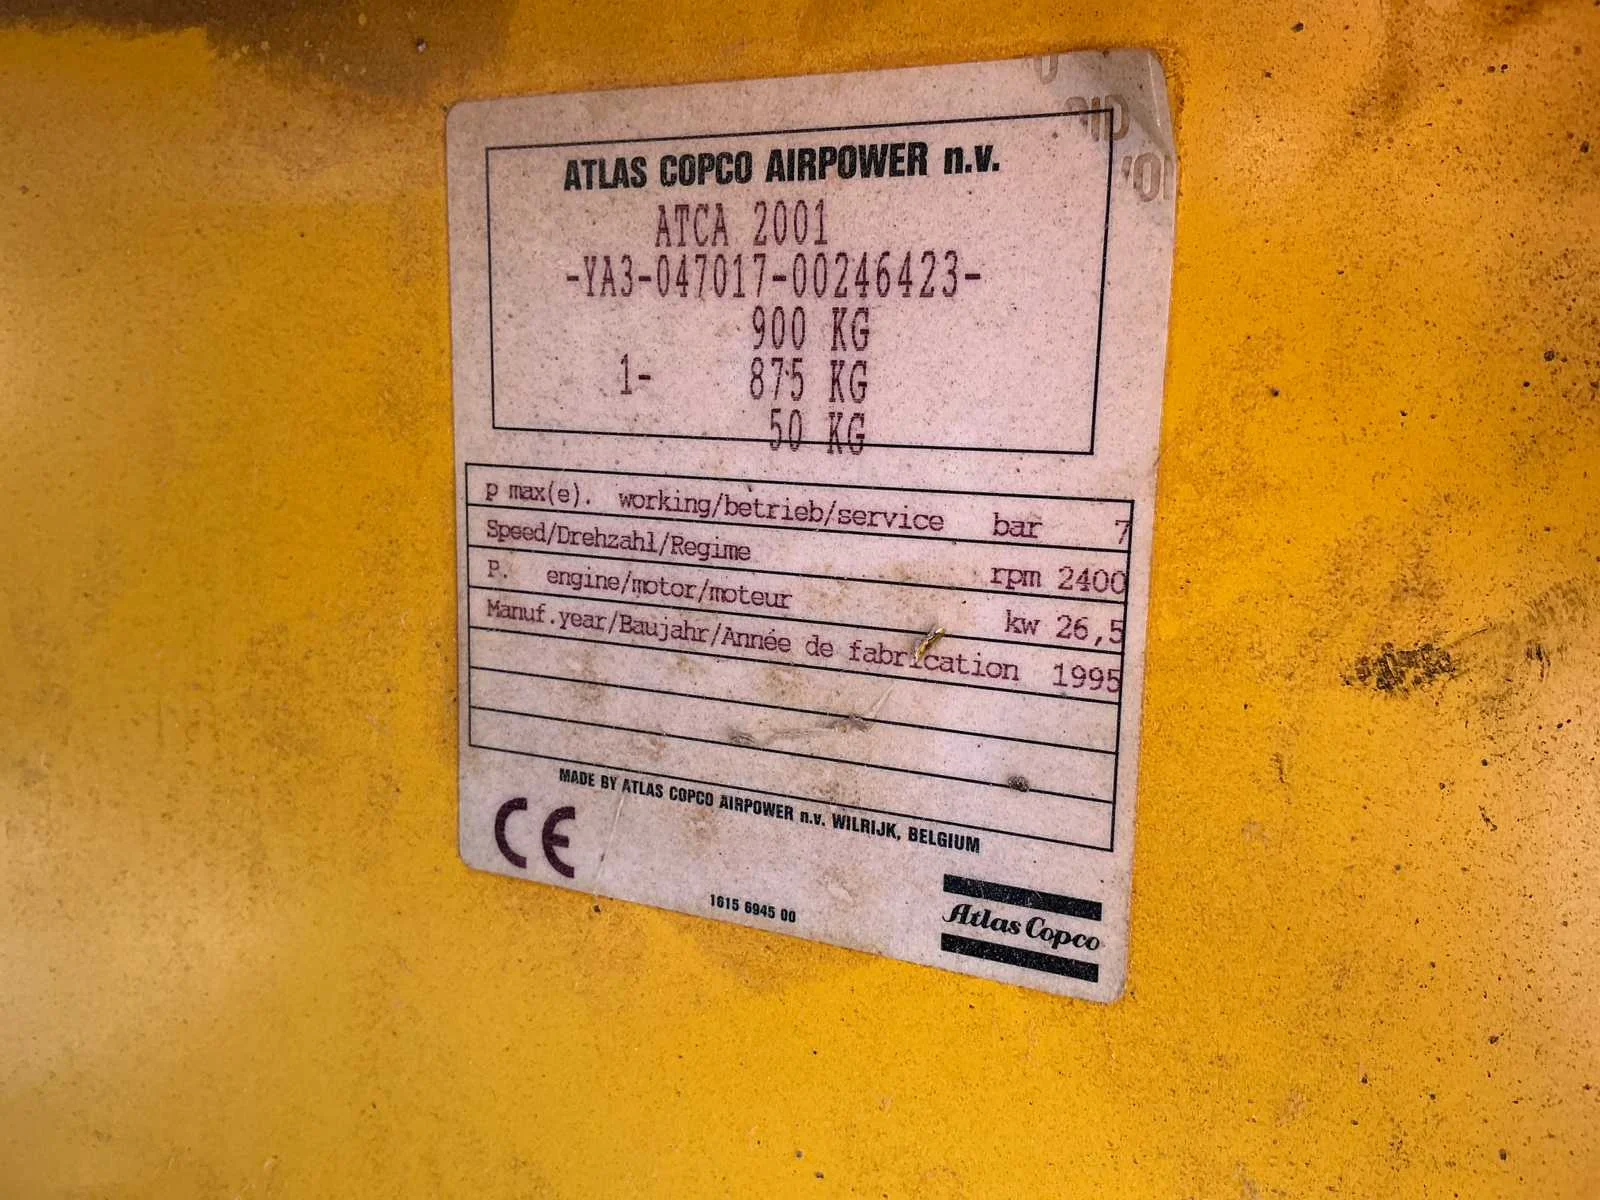 ATLAS COPCO AIRPOWER n.v.
ATCA 2001
-YA3-047017-00246423-
900 KG
1- 875 KG
50 KG
p max(e). working/betrieb/service bar 7
Speed/Drehzahl/Regime rpm 2400
P. engine/motor/moteur kw 26,5
Manuf.year/Baujahr/Année de fabrication 1995
MADE BY ATLAS COPCO AIRPOWER n.v. WILRIJK, BELGIUM
CE
1615 6945 00
Atlas Copco